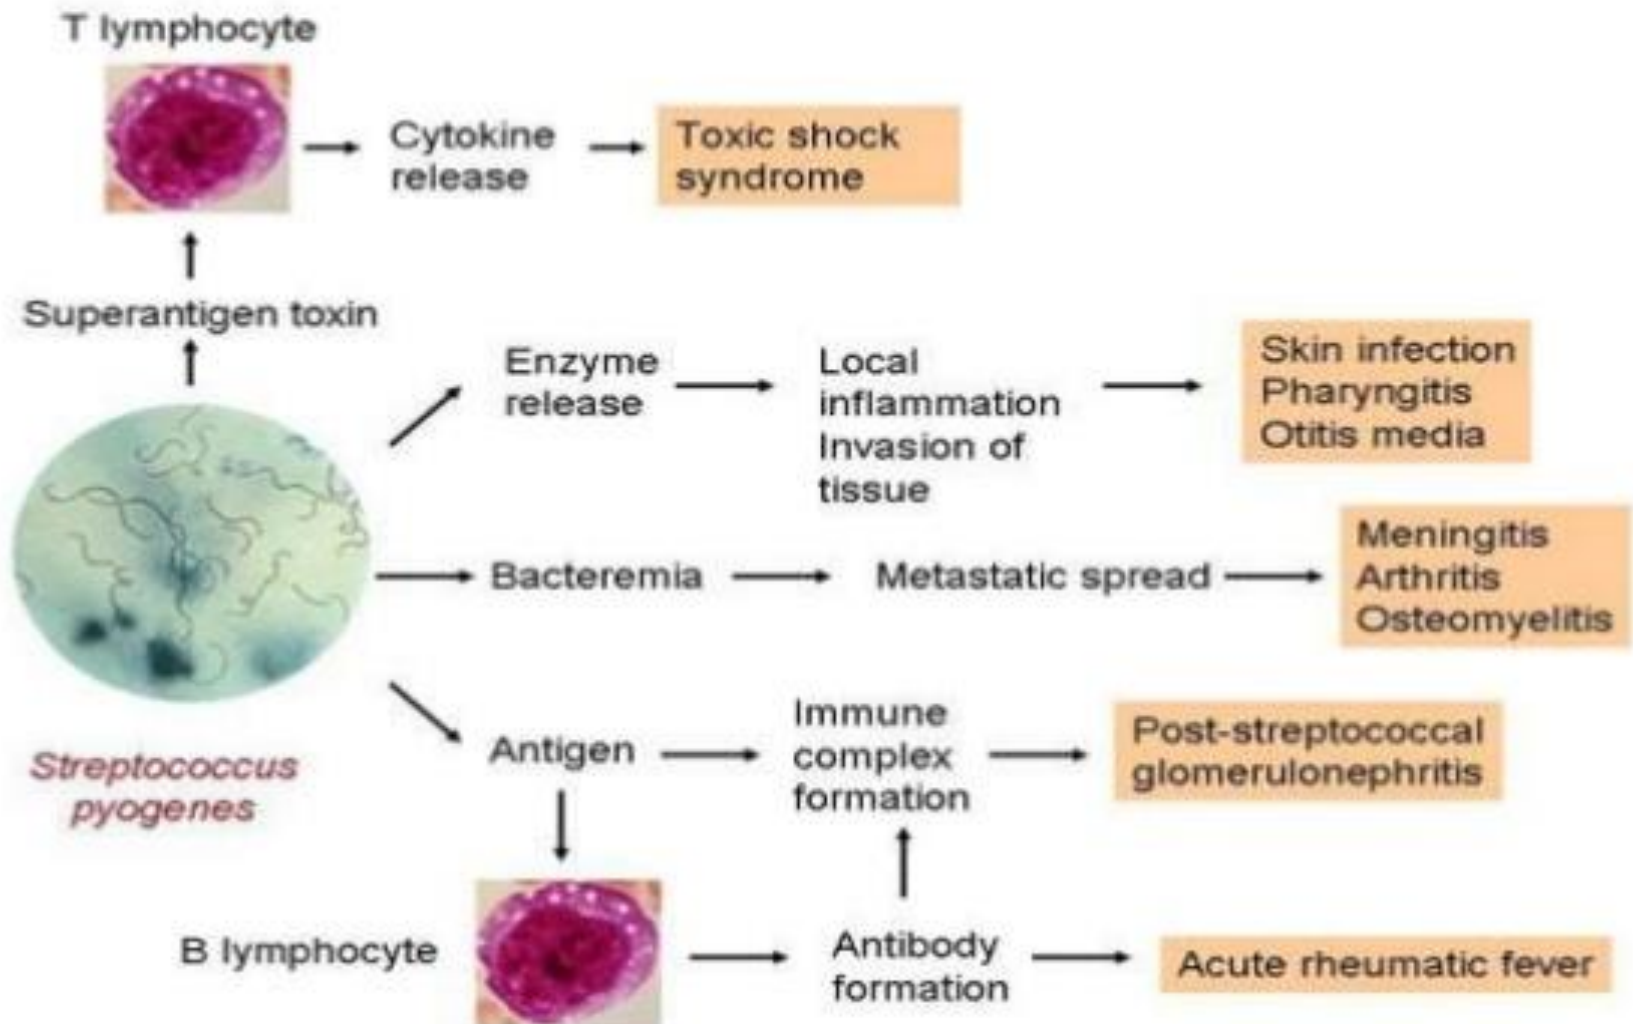 T lymphocyte
Cytokine
release
Toxic shock
syndrome
Superantigen toxin
Enzyme
release
Local
inflammation
Invasion of
tissue
Skin infection
Pharyngitis
Otitis media
Bacteremia
Metastatic spread
Meningitis
Arthritis
Osteomyelitis
Streptococcus
pyogenes
Antigen
Immune
complex
formation
Post-streptococcal
glomerulonephritis
B lymphocyte
Antibody
formation
Acute rheumatic fever